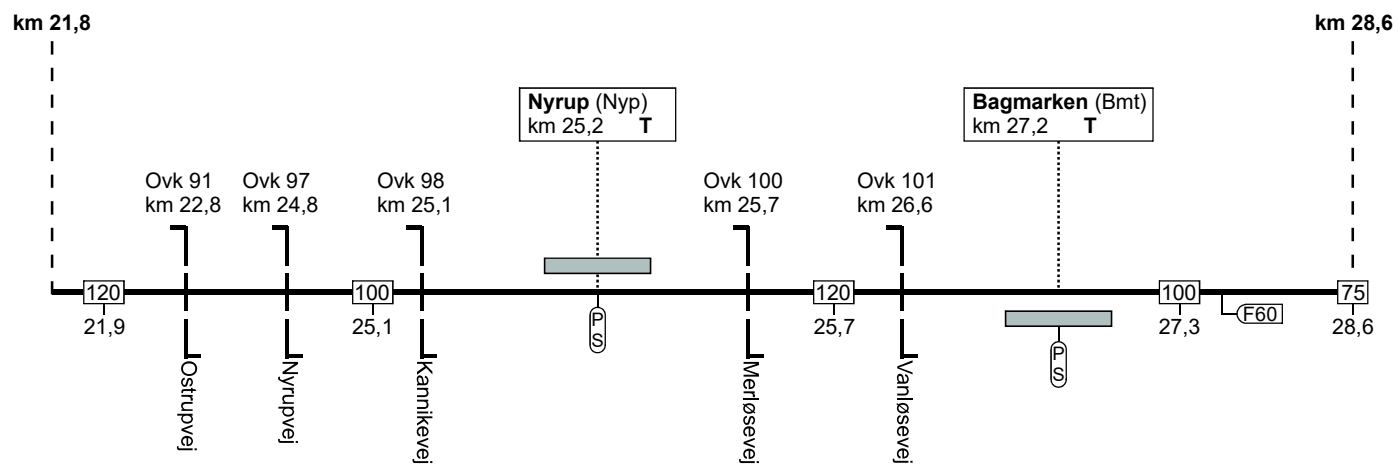 km 21,8
km 28,6
Nyrup (Nyp)
km 25,2 T
Bagmarken (Bmt)
km 27,2 T
Ovk 91
km 22,8
Ovk 97
km 24,8
Ovk 98
km 25,1
Ovk 100
km 25,7
Ovk 101
km 26,6
120
21,9
100
25,1
120
25,7
100
27,3
F60
75
28,6
PS
PS
Ostrupvej
Nyrupvej
Kannikevej
Merløsevej
Vanløsevej